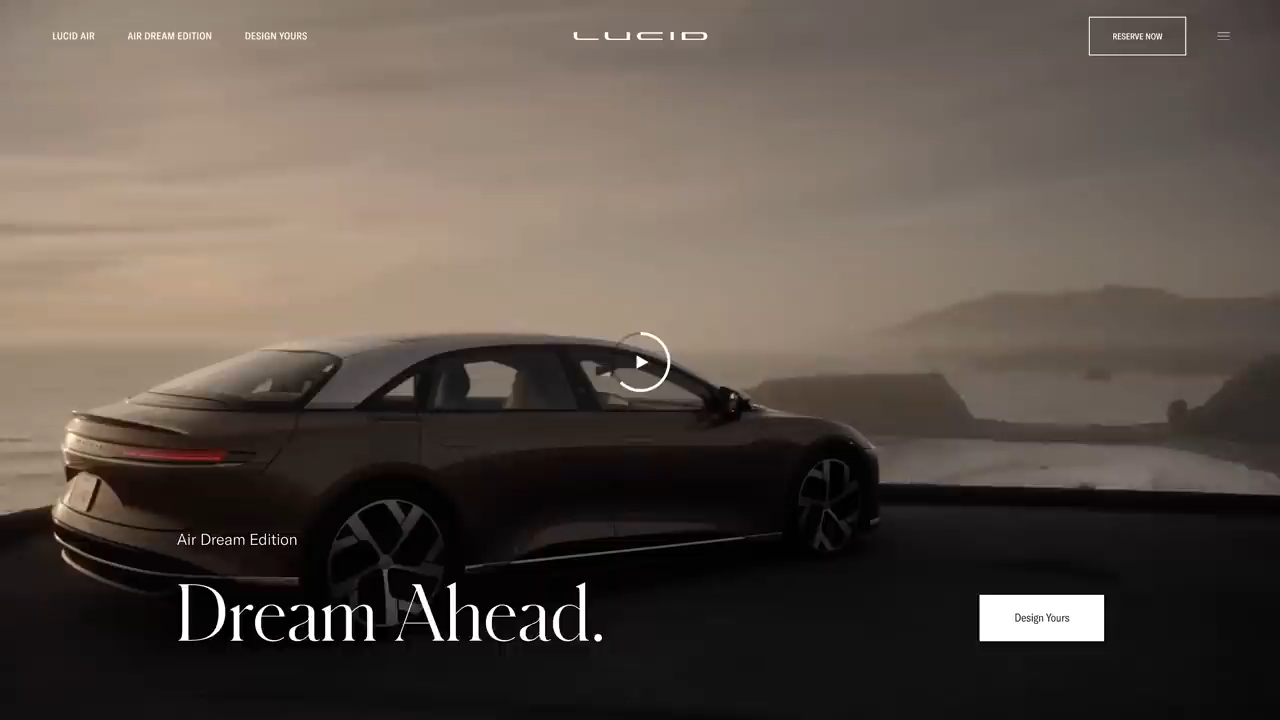 LUCID AIR
AIR DREAM EDITION
DESIGN YOURS
LUCID
RESERVE NOW
Air Dream Edition
Dream Ahead.
Design Yours